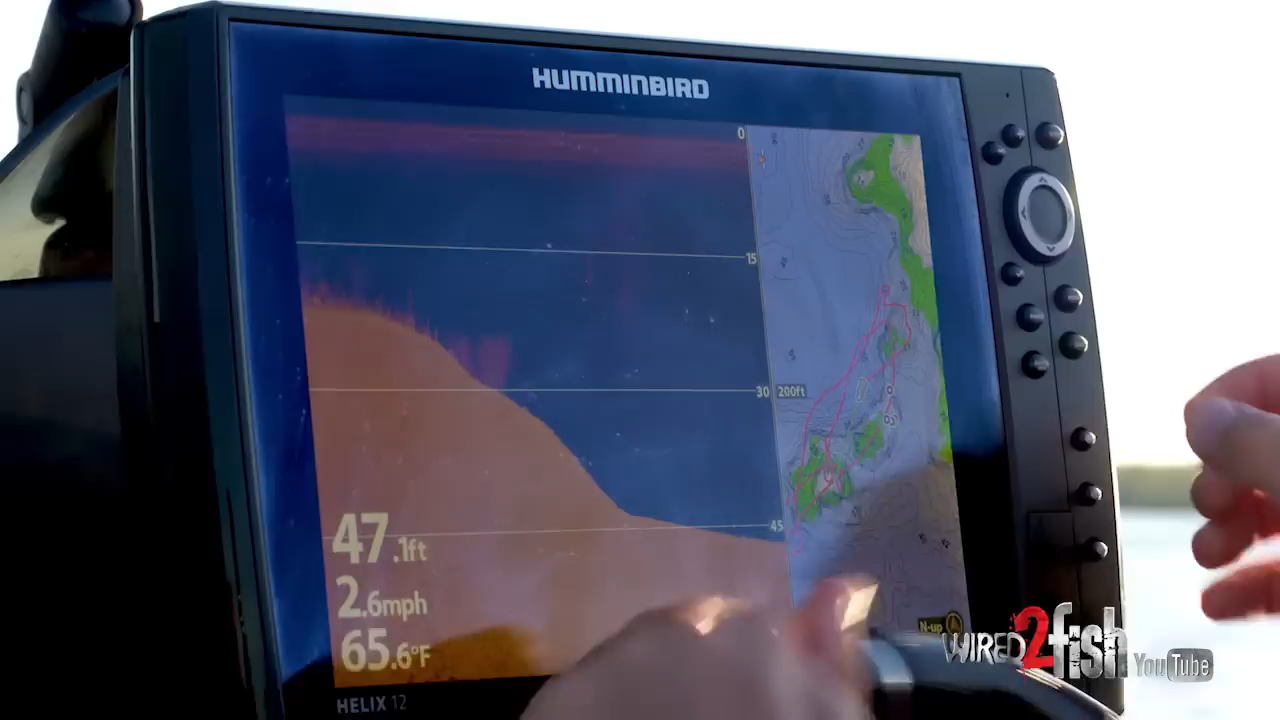 HUMMINBIRD
0
15
30
200ft
45
47.1ft
2.6mph
65.6°F
N-up
HELIX 12
WIRED2fish
YouTube